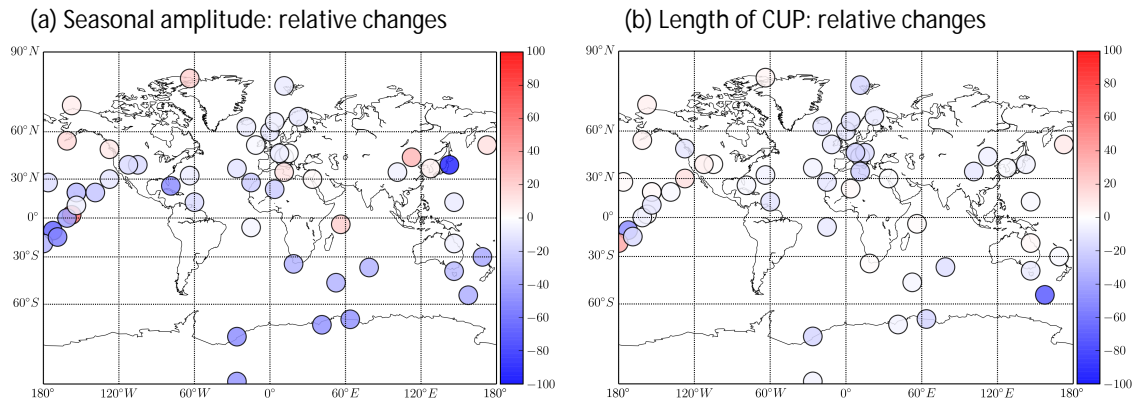 (a) Seasonal amplitude: relative changes
90°N
60°N
30°N
0°
30°S
60°S
180°
120°W
60°W
0°
60°E
120°E
180°
100
80
60
40
20
0
−20
−40
−60
−80
−100
(b) Length of CUP: relative changes
90°N
60°N
30°N
0°
30°S
60°S
180°
120°W
60°W
0°
60°E
120°E
180°
100
80
60
40
20
0
−20
−40
−60
−80
−100